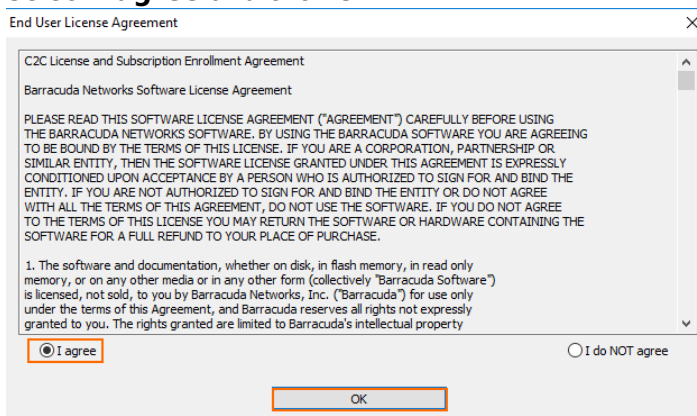 End User License Agreement
C2C License and Subscription Enrollment Agreement
Barracuda Networks Software License Agreement
PLEASE READ THIS SOFTWARE LICENSE AGREEMENT ("AGREEMENT") CAREFULLY BEFORE USING
THE BARRACUDA NETWORKS SOFTWARE. BY USING THE BARRACUDA SOFTWARE YOU ARE AGREEING
TO BE BOUND BY THE TERMS OF THIS LICENSE. IF YOU ARE A CORPORATION, PARTNERSHIP OR
SIMILAR ENTITY, THEN THE SOFTWARE LICENSE GRANTED UNDER THIS AGREEMENT IS EXPRESSLY
CONDITIONED UPON ACCEPTANCE BY A PERSON WHO IS AUTHORIZED TO SIGN FOR AND BIND THE
ENTITY. IF YOU ARE NOT AUTHORIZED TO SIGN FOR AND BIND THE ENTITY OR DO NOT AGREE
WITH ALL THE TERMS OF THIS AGREEMENT, DO NOT USE THE SOFTWARE. IF YOU DO NOT AGREE
TO THE TERMS OF THIS LICENSE YOU MAY RETURN THE SOFTWARE OR HARDWARE CONTAINING THE
SOFTWARE FOR A FULL REFUND TO YOUR PLACE OF PURCHASE.
1. The software and documentation, whether on disk, in flash memory, in read only
memory, or on any other media or in any other form (collectively "Barracuda Software")
is licensed, not sold, to you by Barracuda Networks, Inc. ("Barracuda") for use only
under the terms of this Agreement, and Barracuda reserves all rights not expressly
granted to you. The rights granted are limited to Barracuda's intellectual property
I agree
I do NOT agree
OK